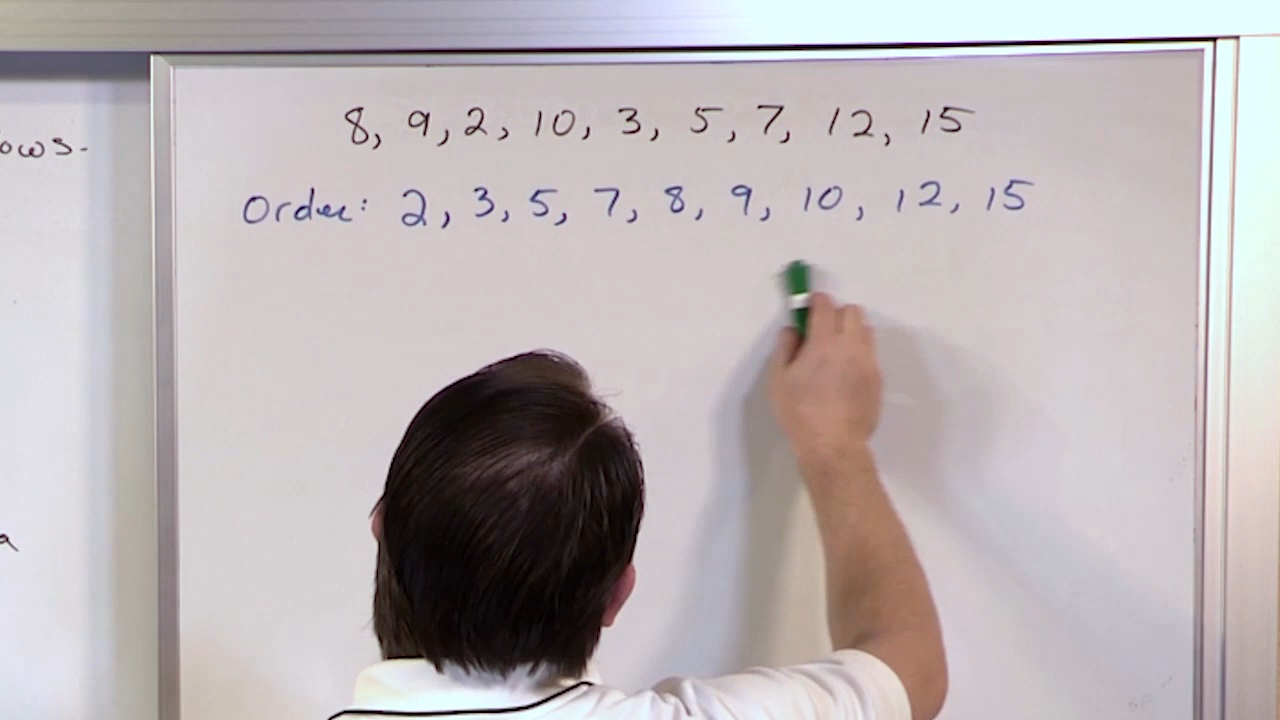 8, 9, 2, 10, 3, 5, 7, 12, 15
Order: 2, 3, 5, 7, 8, 9, 10, 12, 15